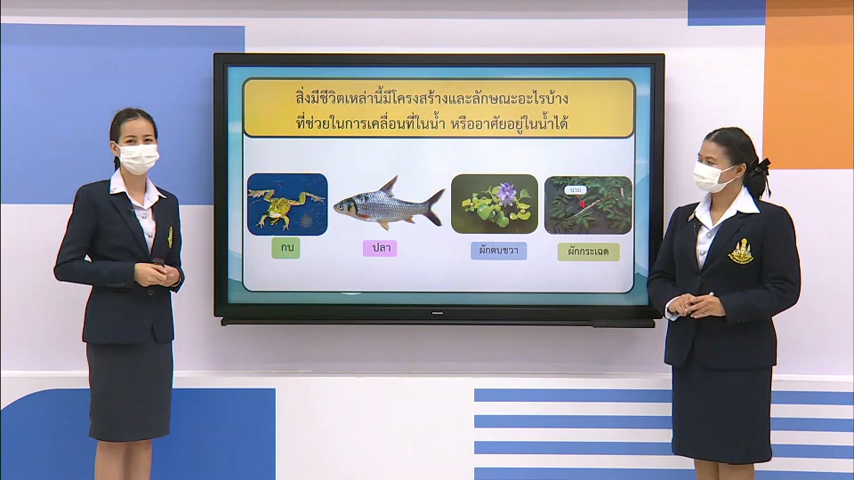 สิ่งมีชีวิตเหล่านี้มีโครงสร้างและลักษณะอะไรบ้าง
ที่ช่วยในการเคลื่อนที่ในน้ำ หรืออาศัยอยู่ในน้ำได้
นวม
กบ
ปลา
ผักตบชวา
ผักกระเฉด